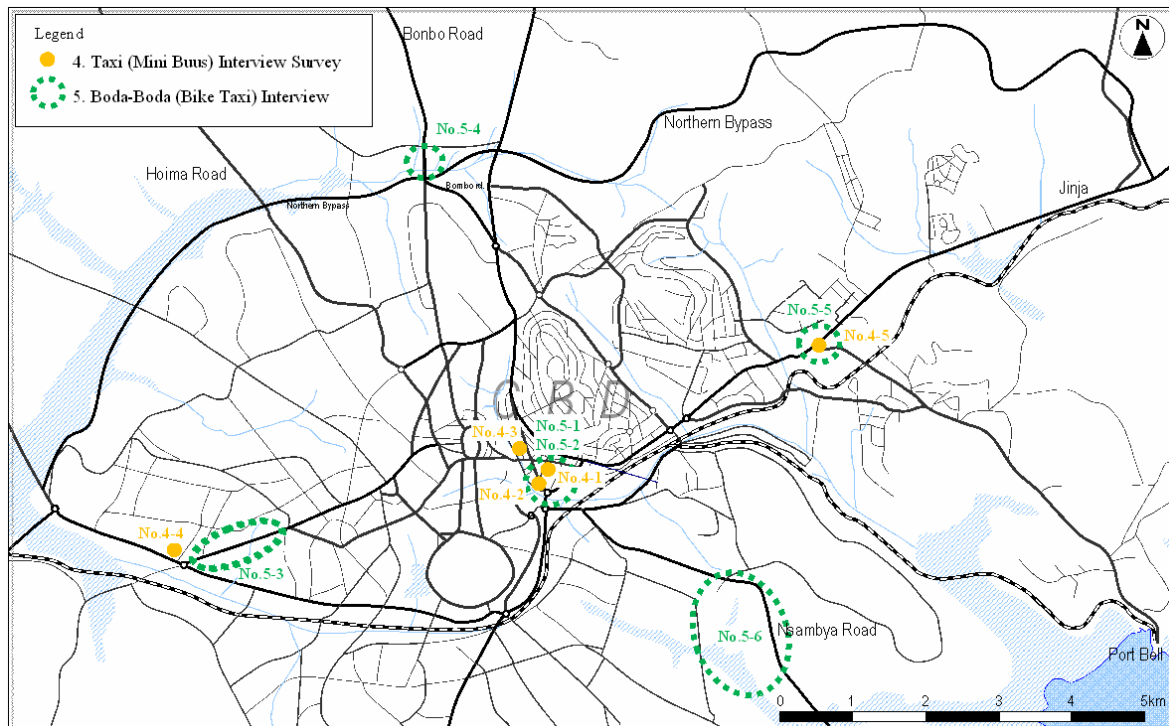 Legend
4. Taxi (Mini Buus) Interview Survey
5. Boda-Boda (Bike Taxi) Interview
Bonbo Road
N
No.5-4
Northern Bypass
Hoima Road
Bombo rd.
Northern Bypass
Jinja
No.5-5
No.4-5
C B D
No.5-1
No.4-3
No.5-2
No.4-1
No.4-2
No.4-4
No.5-3
No.5-6
Nsambya Road
Port Bell
0 1 2 3 4 5km